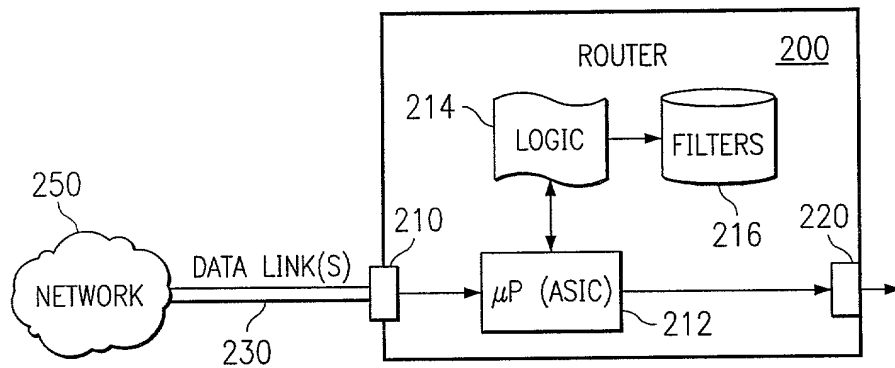 ROUTER 200
214
LOGIC
FILTERS
216
250
NETWORK
DATA LINK(S)
230
210
μP (ASIC)
212
220